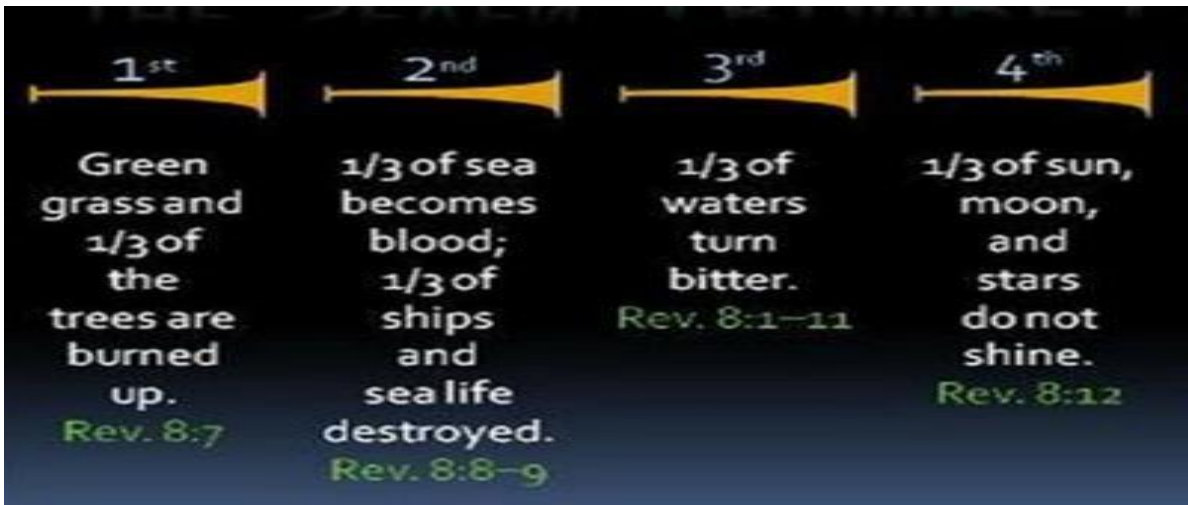 1st
Green
grass and
1/3 of
the
trees are
burned
up.
Rev. 8:7
2nd
1/3 of sea
becomes
blood;
1/3 of
ships
and
sea life
destroyed.
Rev. 8:8–9
3rd
1/3 of
waters
turn
bitter.
Rev. 8:1–11
4th
1/3 of sun,
moon,
and
stars
do not
shine.
Rev. 8:12